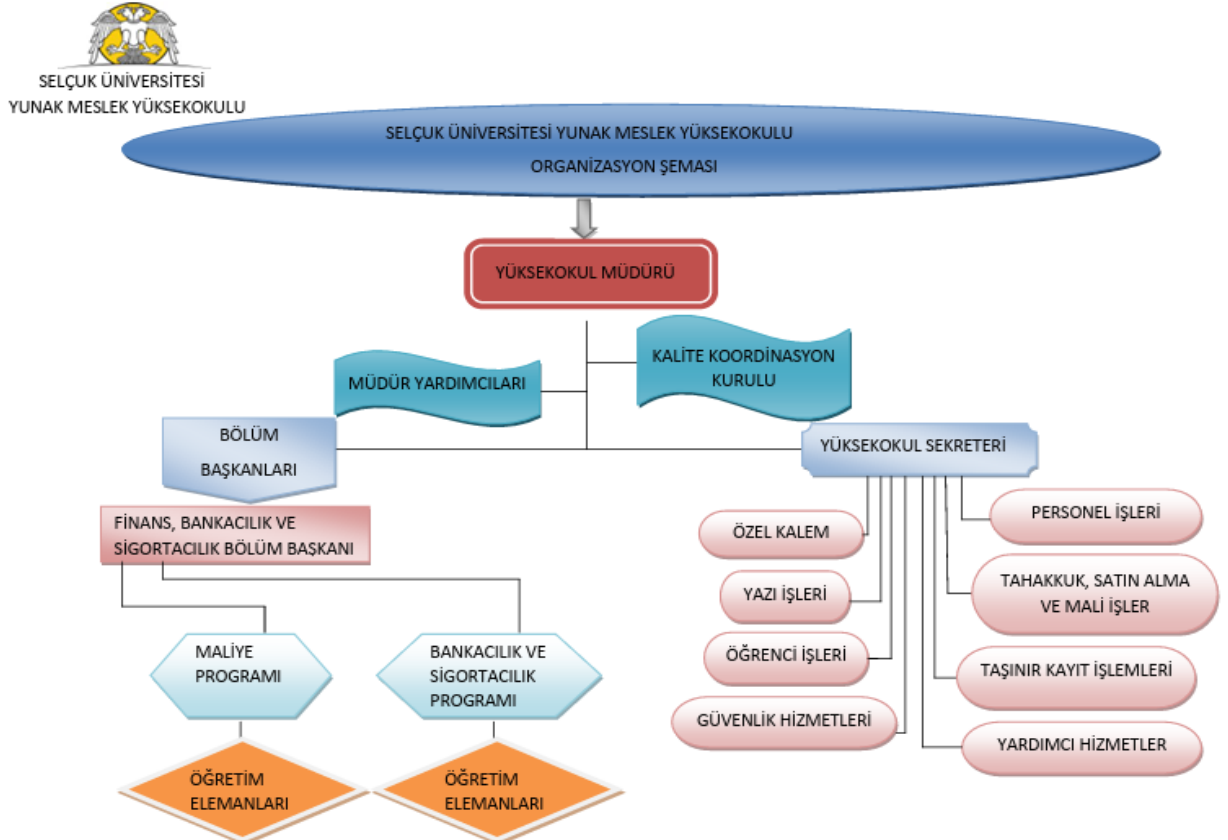 SELÇUK ÜNİVERSİTESİ
YUNAK MESLEK YÜKSEKOKULU
SELÇUK ÜNİVERSİTESİ YUNAK MESLEK YÜKSEKOKULU
ORGANİZASYON ŞEMASI
YÜKSEKOKUL MÜDÜRÜ
KALİTE KOORDİNASYON
KURULU
MÜDÜR YARDIMCILARI
BÖLÜM
BAŞKANLARI
YÜKSEKOKUL SEKRETERİ
FİNANS, BANKACILIK VE
SİGORTACILIK BÖLÜM BAŞKANI
MALİYE
PROGRAMI
BANKACILIK VE
SİGORTACILIK
PROGRAMI
ÖĞRETİM
ELEMANLARI
ÖĞRETİM
ELEMANLARI
ÖZEL KALEM
YAZI İŞLERİ
ÖĞRENCİ İŞLERİ
GÜVENLİK HİZMETLERİ
PERSONEL İŞLERİ
TAHAKKUK, SATIN ALMA
VE MALİ İŞLER
TAŞINIR KAYIT İŞLEMLERİ
YARDIMCI HİZMETLER